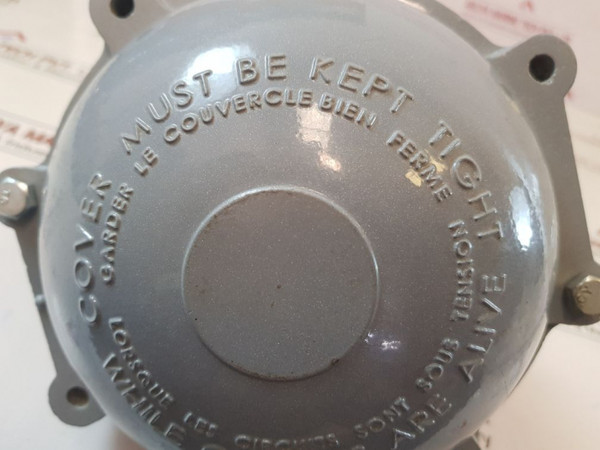 COVER MUST BE KEPT TIGHT
WHILE ARE ALIVE
GARDER LE COUVERCLE BIEN FERME
LORSQUE LES CIRCUITS SONT SOUS TENSION